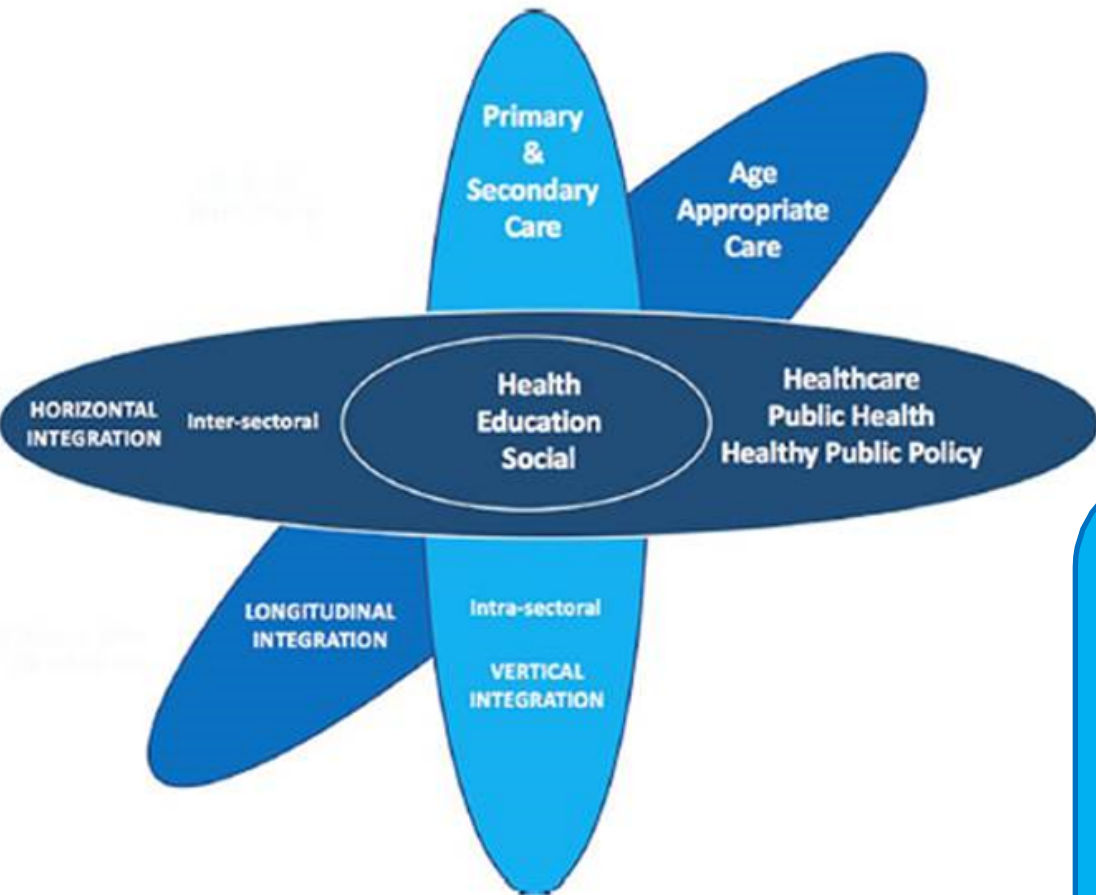 Primary
&
Secondary
Care
Age
Appropriate
Care
HORIZONTAL
INTEGRATION
Inter-sectoral
Health
Education
Social
Healthcare
Public Health
Healthy Public Policy
LONGITUDINAL
INTEGRATION
Intra-sectoral
VERTICAL
INTEGRATION